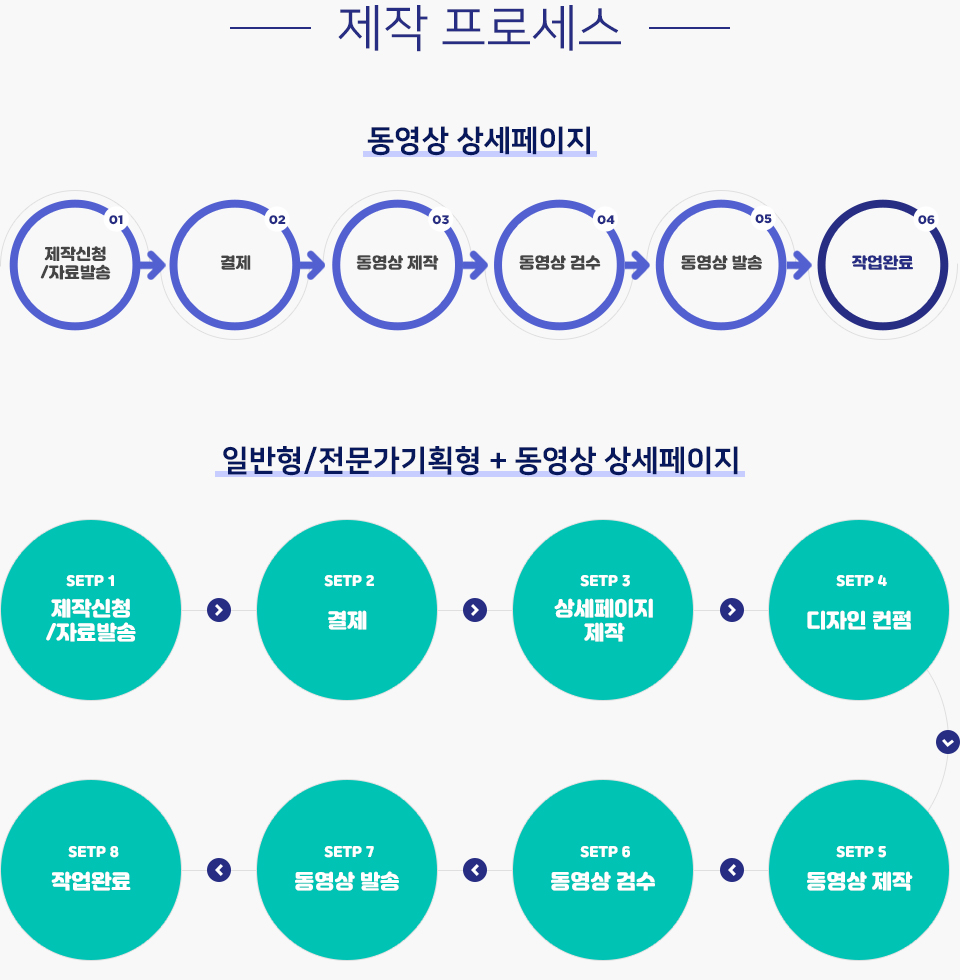 제작 프로세스
동영상 상세페이지
01
제작신청
/자료발송
02
결제
03
동영상 제작
04
동영상 검수
05
동영상 발송
06
작업완료
일반형/전문가기획형 + 동영상 상세페이지
SETP 1
제작신청
/자료발송
SETP 2
결제
SETP 3
상세페이지
제작
SETP 4
디자인 컨펌
SETP 5
동영상 제작
SETP 6
동영상 검수
SETP 7
동영상 발송
SETP 8
작업완료